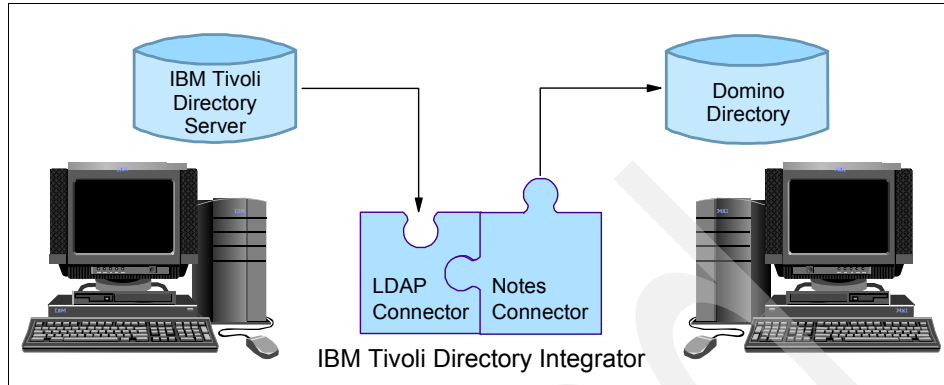 IBM Tivoli
Directory
Server
Domino
Directory
LDAP
Connector
Notes
Connector
IBM Tivoli Directory Integrator